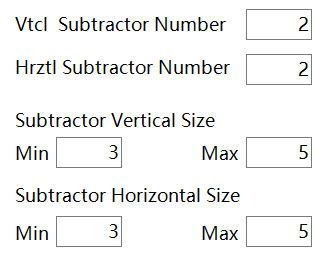 Vtcl  Subtractor Number 2
Hrztl Subtractor Number 2
Subtractor Vertical Size
Min 3 Max 5
Subtractor Horizontal Size
Min 3 Max 5